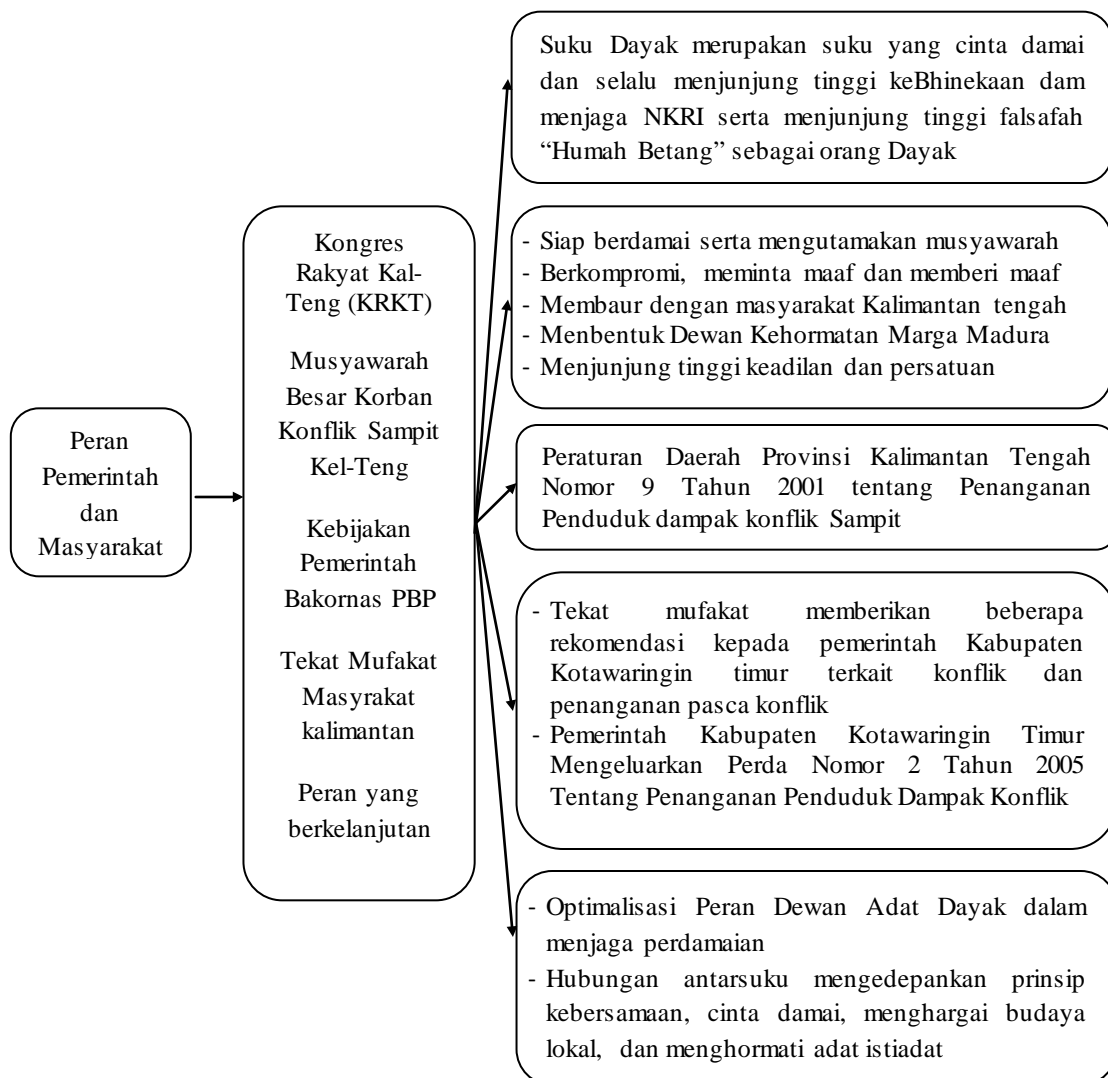 Peran
Pemerintah
dan
Masyarakat
Kongres
Rakyat Kal-
Teng (KRKT)
Musyawarah
Besar Korban
Konflik Sampit
Kel-Teng
Kebijakan
Pemerintah
Bakornas PBP
Tekat Mufakat
Masyrakat
kalimantan
Peran yang
berkelanjutan
Suku Dayak merupakan suku yang cinta damai
dan selalu menjunjung tinggi keBhinekaan dam
menjaga NKRI serta menjunjung tinggi falsafah
“Humah Betang” sebagai orang Dayak
- Siap berdamai serta mengutamakan musyawarah
- Berkompromi, meminta maaf dan memberi maaf
- Membaur dengan masyarakat Kalimantan tengah
- Menbentuk Dewan Kehormatan Marga Madura
- Menjunjung tinggi keadilan dan persatuan
Peraturan Daerah Provinsi Kalimantan Tengah
Nomor 9 Tahun 2001 tentang Penanganan
Penduduk dampak konflik Sampit
- Tekat mufakat memberikan beberapa
rekomendasi kepada pemerintah Kabupaten
Kotawaringin timur terkait konflik dan
penanganan pasca konflik
- Pemerintah Kabupaten Kotawaringin Timur
Mengeluarkan Perda Nomor 2 Tahun 2005
Tentang Penanganan Penduduk Dampak Konflik
- Optimalisasi Peran Dewan Adat Dayak dalam
menjaga perdamaian
- Hubungan antarsuku mengedepankan prinsip
kebersamaan, cinta damai, menghargai budaya
lokal, dan menghormati adat istiadat